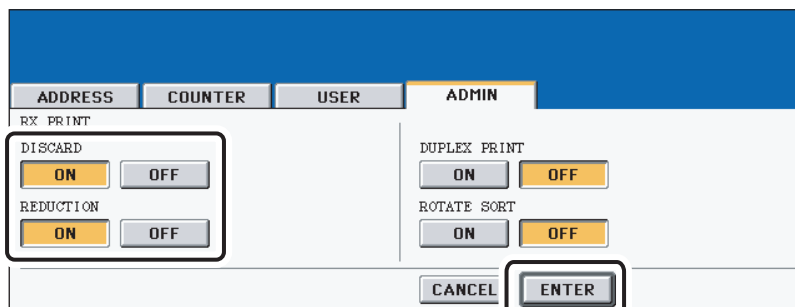 ADDRESS COUNTER USER ADMIN
RX PRINT
DISCARD DUPLEX PRINT
ON OFF ON OFF
REDUCTION ROTATE SORT
ON OFF ON OFF
CANCEL ENTER